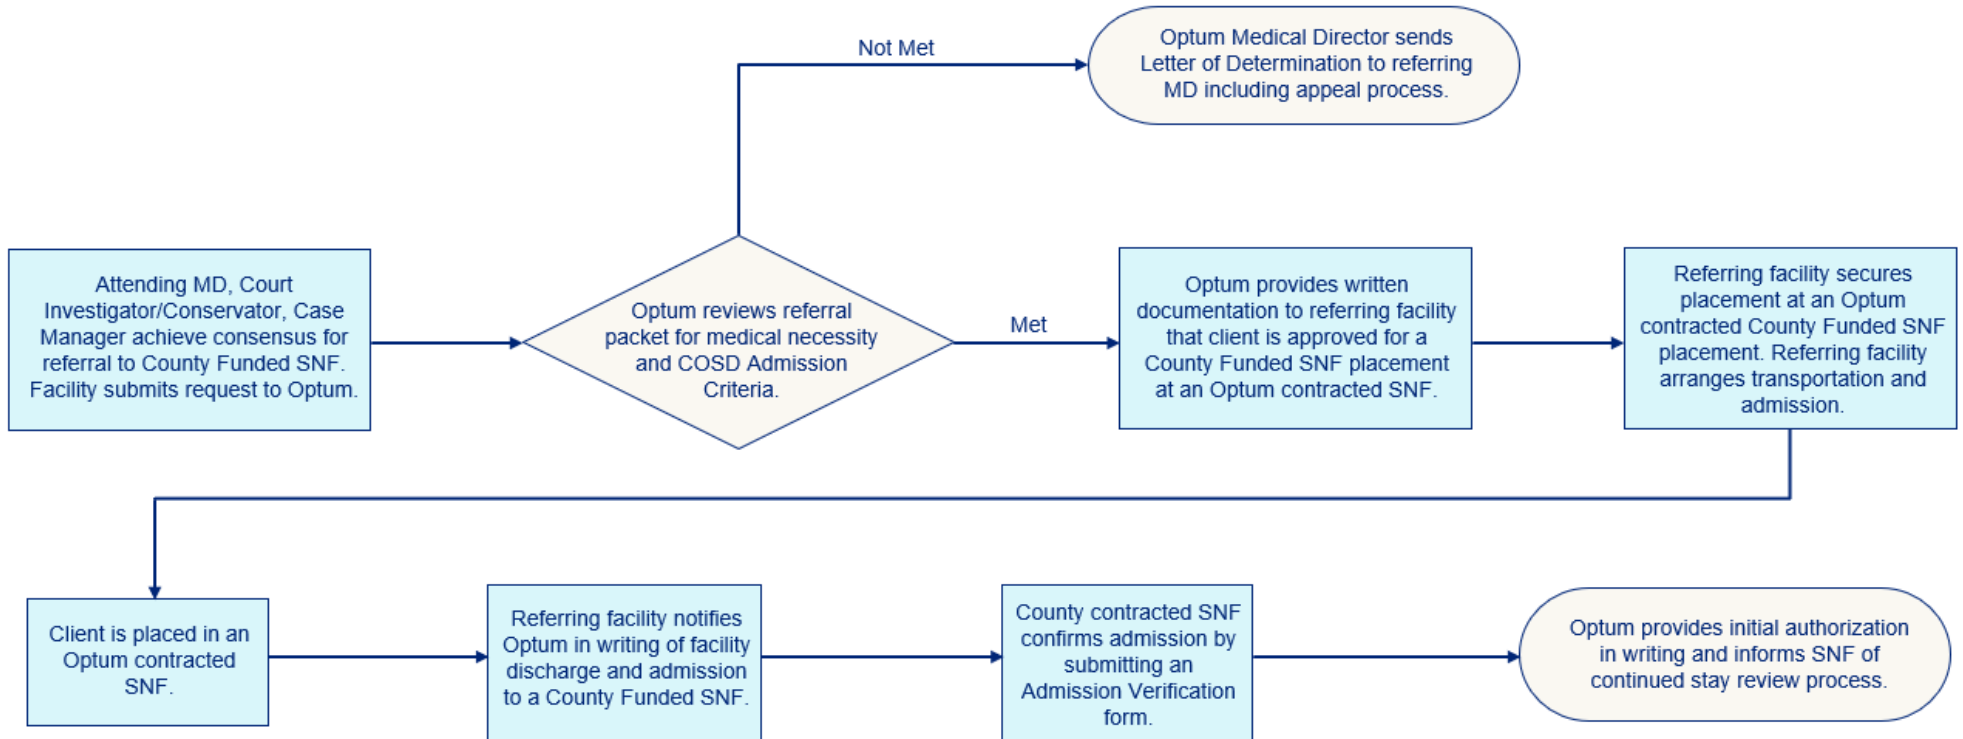 Not Met
Optum Medical Director sends
Letter of Determination to referring
MD including appeal process.
Attending MD, Court
Investigator/Conservator, Case
Manager achieve consensus for
referral to County Funded SNF.
Facility submits request to Optum.
Optum reviews referral
packet for medical necessity
and COSD Admission
Criteria.
Met
Optum provides written
documentation to referring facility
that client is approved for a
County Funded SNF placement
at an Optum contracted SNF.
Referring facility secures
placement at an Optum
contracted County Funded SNF
placement. Referring facility
arranges transportation and
admission.
Client is placed in an
Optum contracted
SNF.
Referring facility notifies
Optum in writing of facility
discharge and admission
to a County Funded SNF.
County contracted SNF
confirms admission by
submitting an
Admission Verification
form.
Optum provides initial authorization
in writing and informs SNF of
continued stay review process.